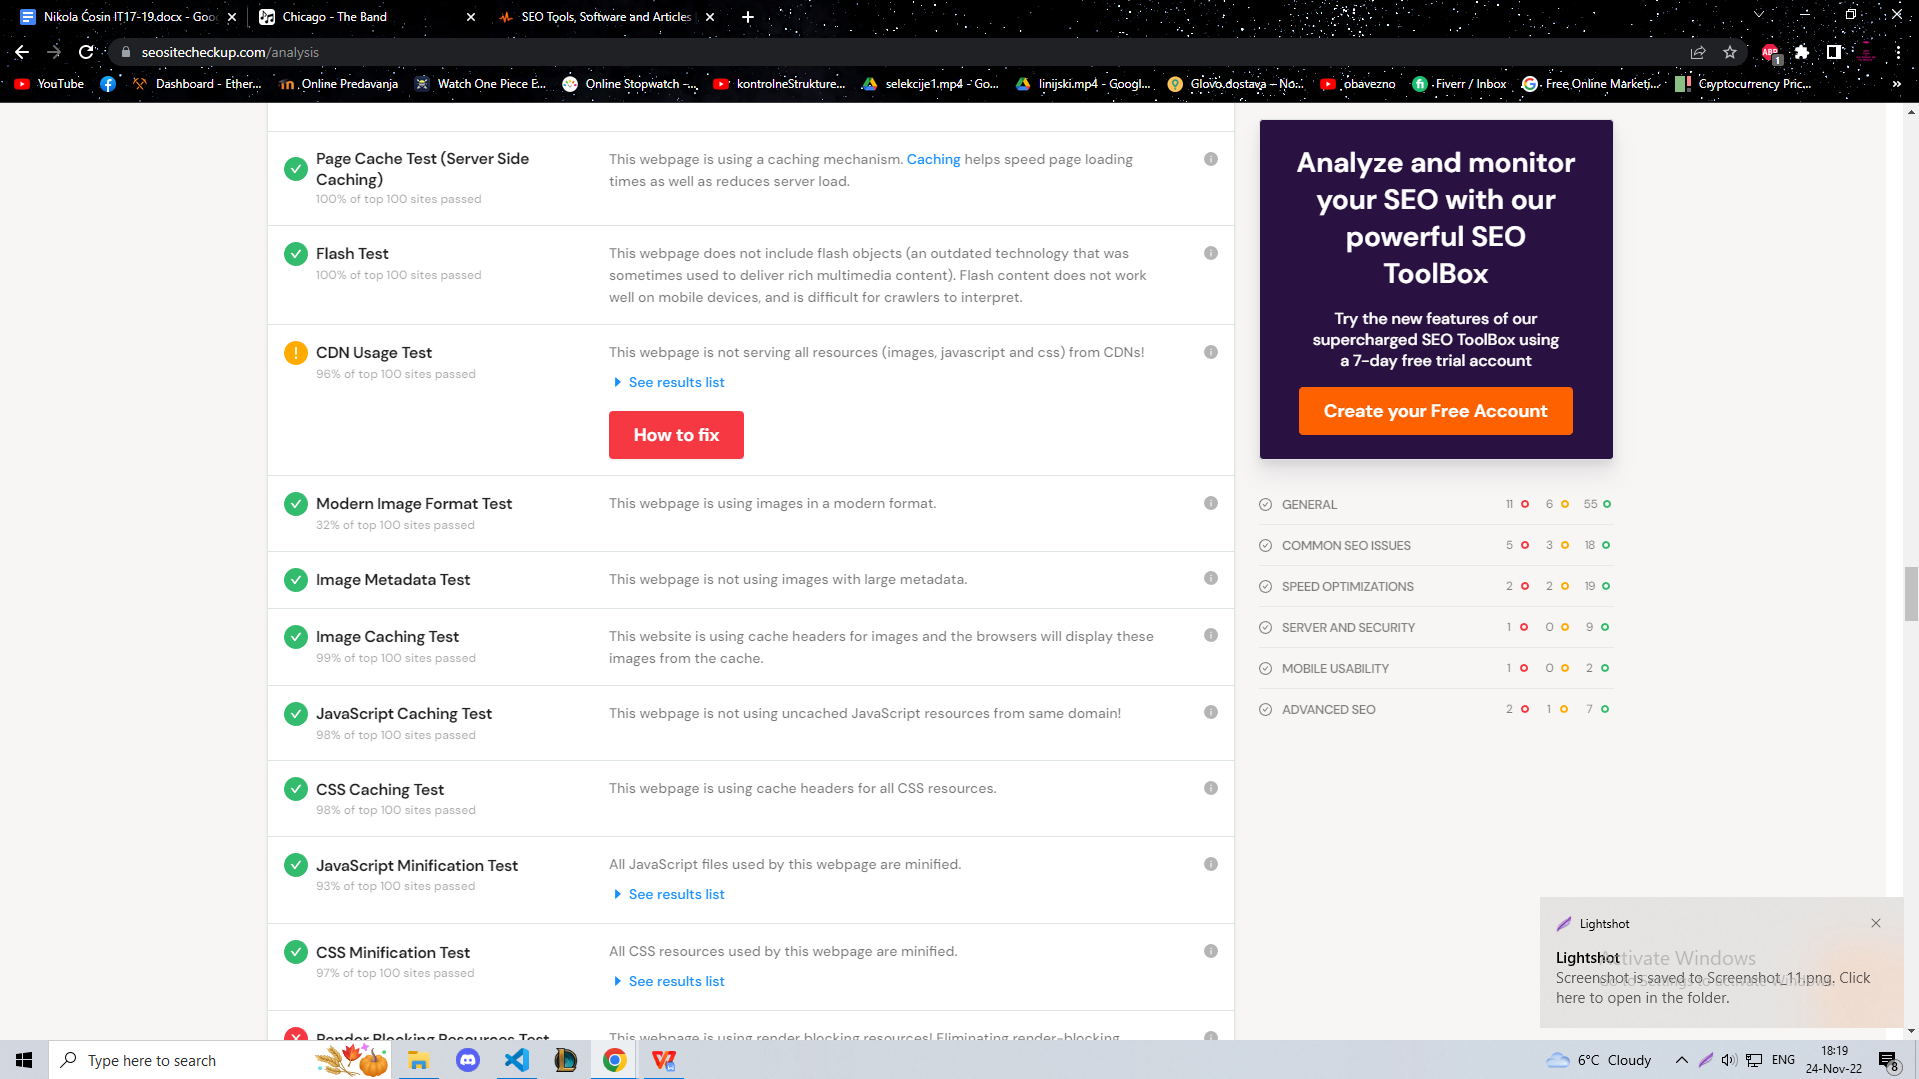 Nikola Ćosin IT17-19.docx - Goo
Chicago - The Band
SEO Tools, Software and Articles
seositecheckup.com/analysis
YouTube
Dashboard - Ether...
Online Predavanja
Watch One Piece E...
Online Stopwatch -...
kontrolneStrukture...
selekcije1.mp4 - Go...
linijski.mp4 - Googl...
Glovo dostava – No...
obavezno
Fiverr / Inbox
Free Online Marketi...
Cryptocurrency Pric...
»
ABP
1
Page Cache Test (Server Side
Caching)
100% of top 100 sites passed
This webpage is using a caching mechanism. Caching helps speed page loading
times as well as reduces server load.
Flash Test
100% of top 100 sites passed
This webpage does not include flash objects (an outdated technology that was
sometimes used to deliver rich multimedia content). Flash content does not work
well on mobile devices, and is difficult for crawlers to interpret.
CDN Usage Test
96% of top 100 sites passed
This webpage is not serving all resources (images, javascript and css) from CDNs!
See results list
How to fix
Modern Image Format Test
32% of top 100 sites passed
This webpage is using images in a modern format.
Image Metadata Test
This webpage is not using images with large metadata.
Image Caching Test
99% of top 100 sites passed
This website is using cache headers for images and the browsers will display these
images from the cache.
JavaScript Caching Test
98% of top 100 sites passed
This webpage is not using uncached JavaScript resources from same domain!
CSS Caching Test
98% of top 100 sites passed
This webpage is using cache headers for all CSS resources.
JavaScript Minification Test
93% of top 100 sites passed
All JavaScript files used by this webpage are minified.
See results list
CSS Minification Test
97% of top 100 sites passed
All CSS resources used by this webpage are minified.
See results list
Render Blocking Resources Test
This webpage is using render blocking resources! Eliminating render-blocking
Analyze and monitor
your SEO with our
powerful SEO
ToolBox
Try the new features of our
supercharged SEO ToolBox using
a 7-day free trial account
Create your Free Account
GENERAL 11 6 55
COMMON SEO ISSUES 5 3 18
SPEED OPTIMIZATIONS 2 2 19
SERVER AND SECURITY 1 0 9
MOBILE USABILITY 1 0 2
ADVANCED SEO 2 1 7
Lightshot
Lightshot
Activate Windows
Screenshot is saved to Screenshot_11.png. Click
Go to Settings to activate Windows.
here to open in the folder.
Type here to search
6°C Cloudy
ENG
18:19
24-Nov-22
8